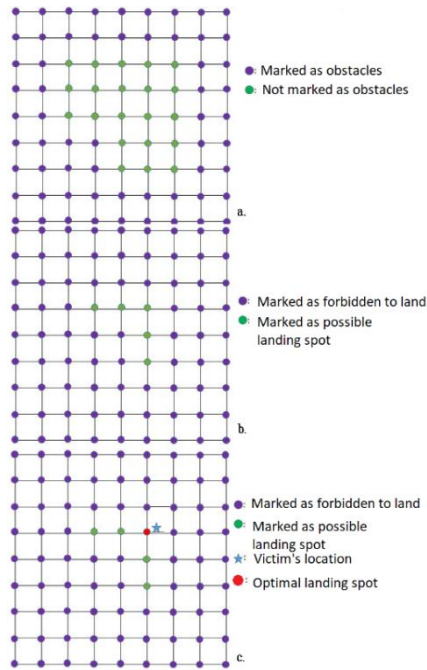 : Marked as obstacles
: Not marked as obstacles
a.
: Marked as forbidden to land
: Marked as possible
landing spot
b.
: Marked as forbidden to land
: Marked as possible
landing spot
: Victim's location
: Optimal landing spot
c.